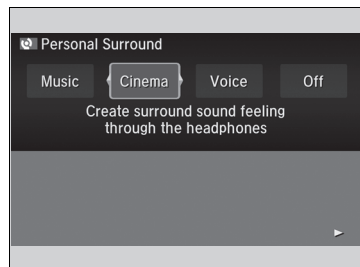 Personal Surround
Music Cinema Voice Off
Create surround sound feeling
through the headphones